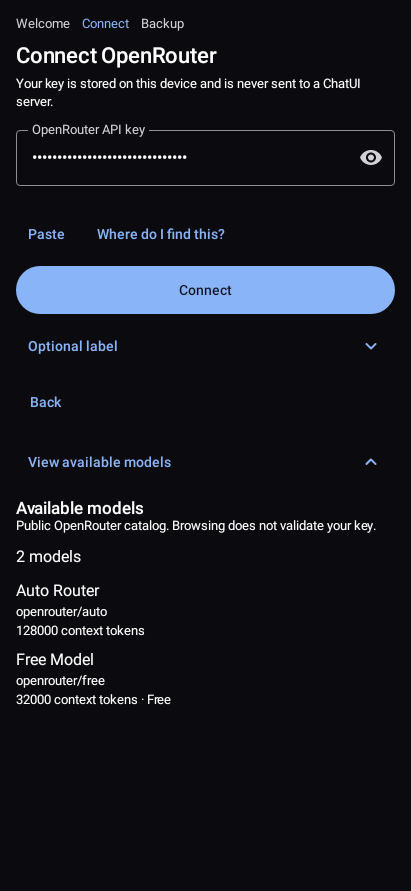 Welcome Connect Backup
Connect OpenRouter
Your key is stored on this device and is never sent to a ChatUI
server.
OpenRouter API key
•••••••••••••••••••••••••••••••
Paste Where do I find this?
Connect
Optional label
Back
View available models
Available models
Public OpenRouter catalog. Browsing does not validate your key.
2 models
Auto Router
openrouter/auto
128000 context tokens
Free Model
openrouter/free
32000 context tokens · Free